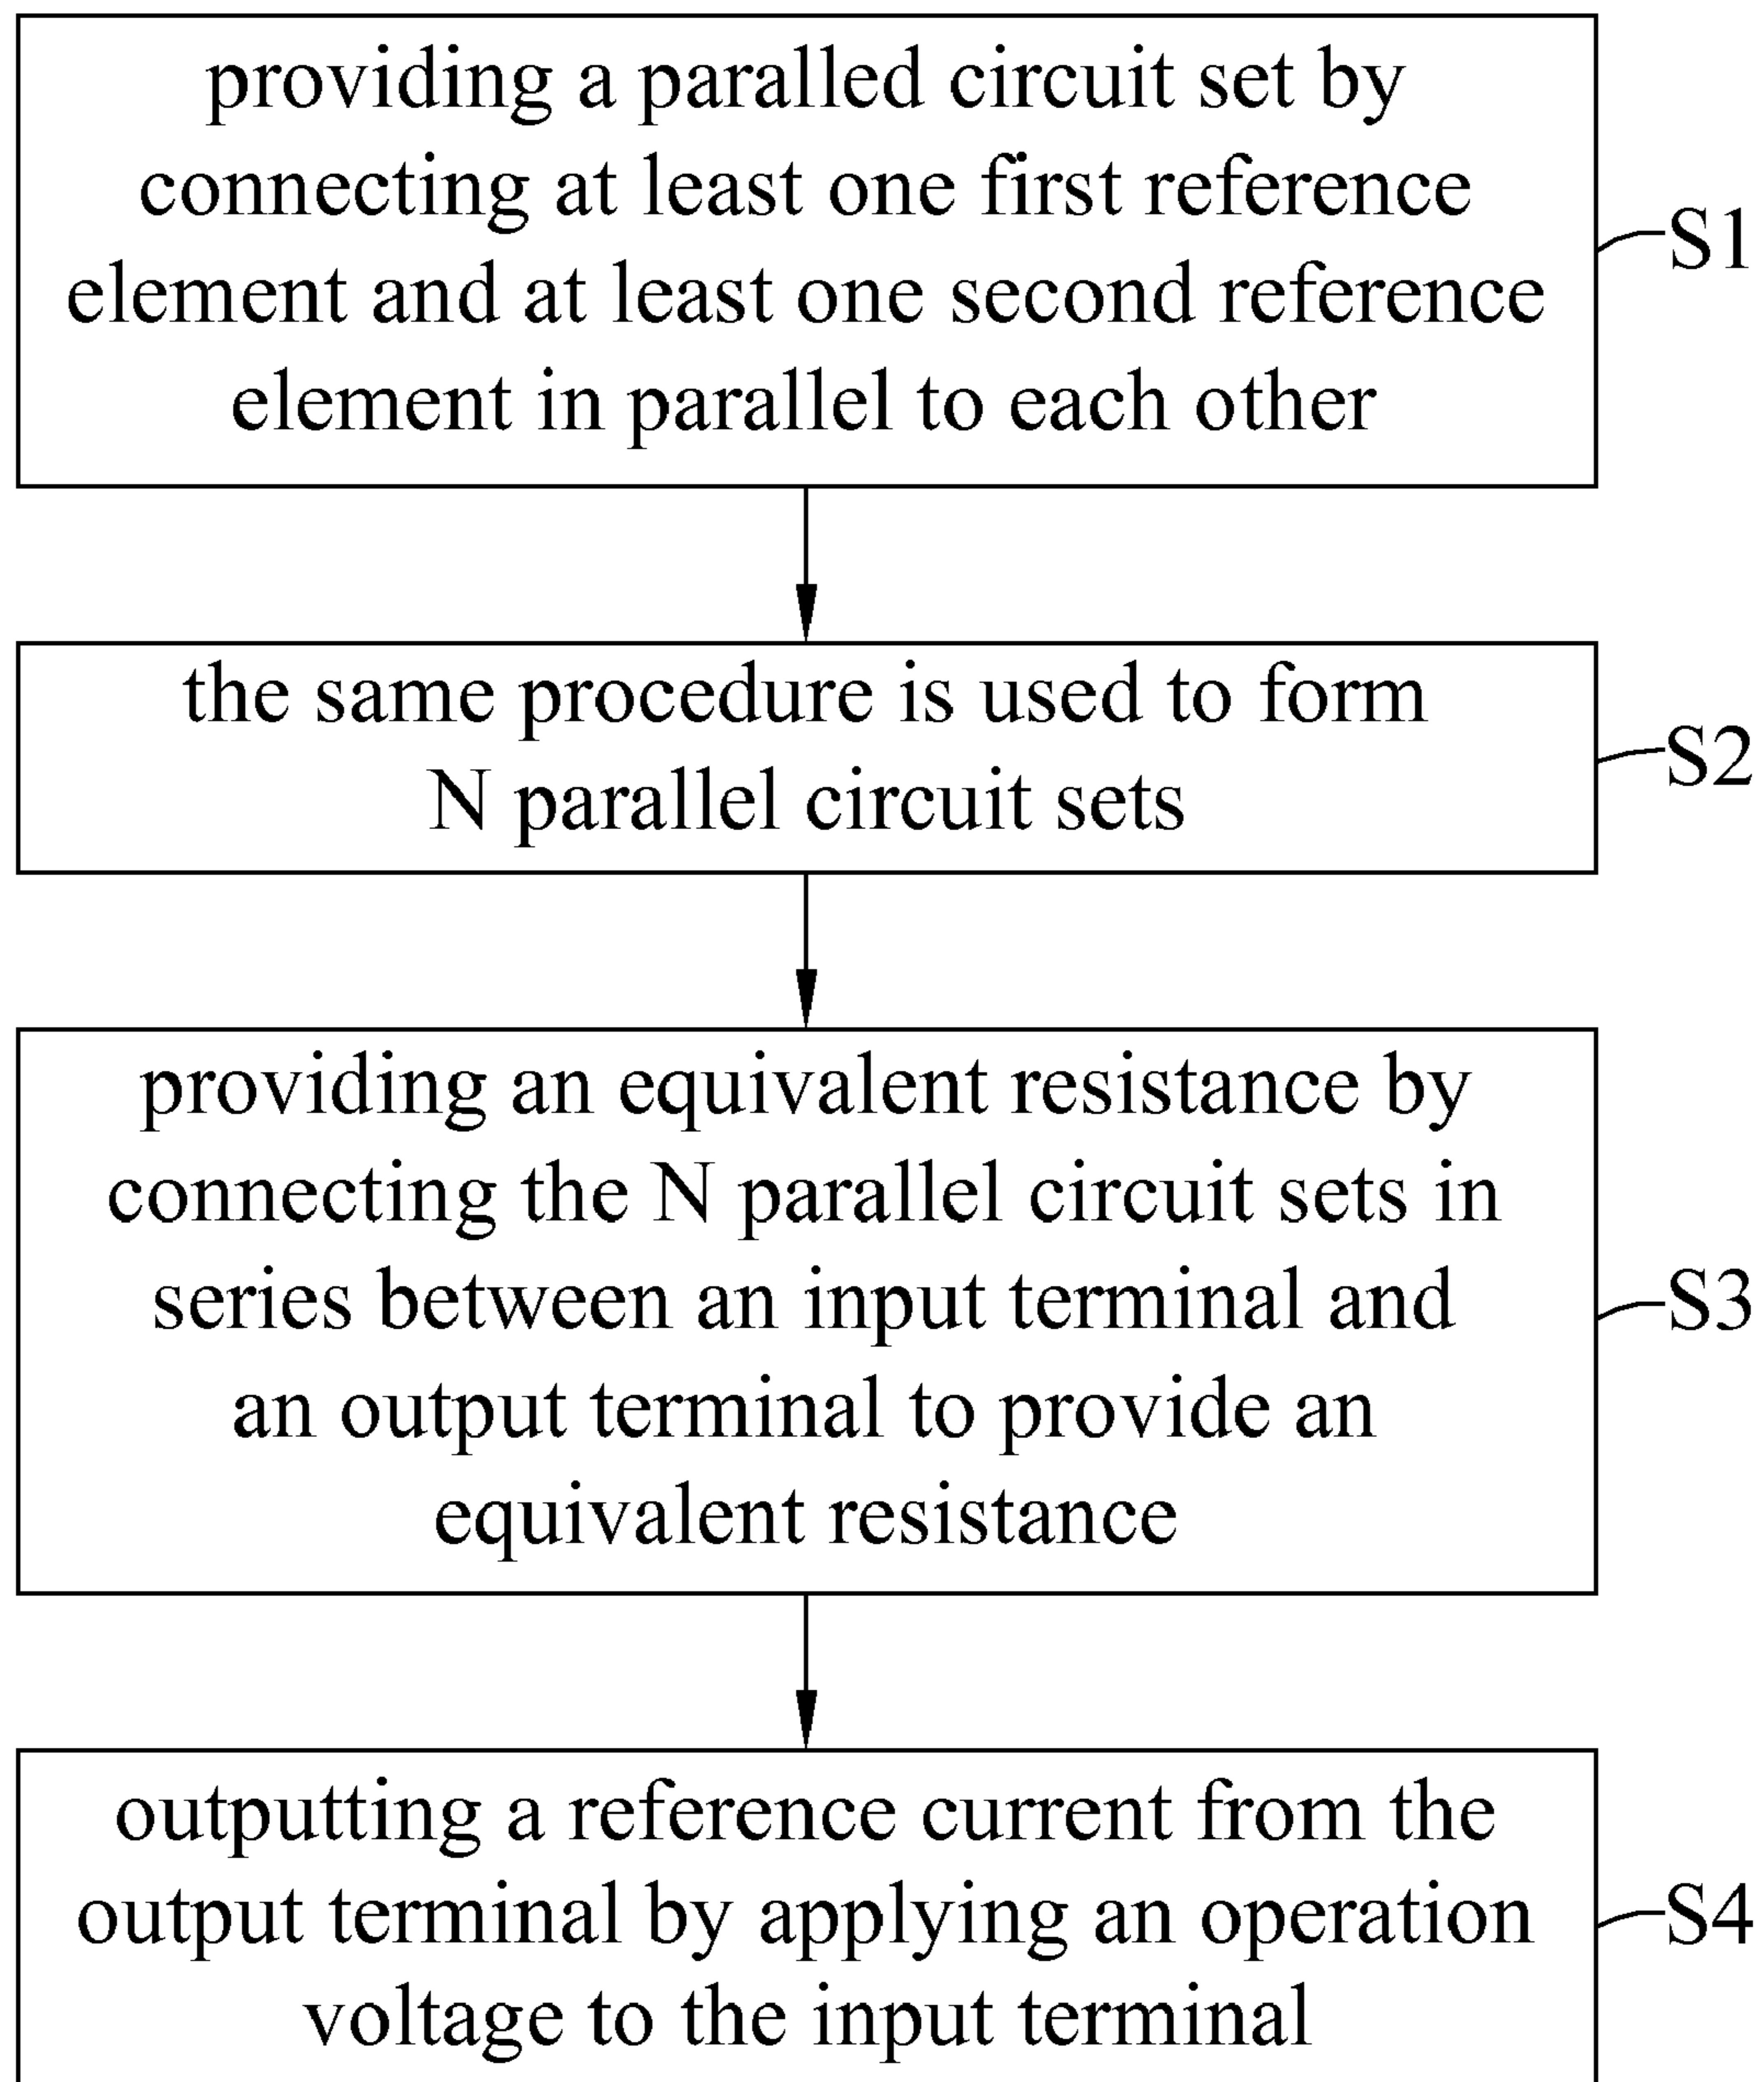 providing a paralled circuit set by
connecting at least one first reference
element and at least one second reference
element in parallel to each other
S1
the same procedure is used to form
N parallel circuit sets
S2
providing an equivalent resistance by
connecting the N parallel circuit sets in
series between an input terminal and
an output terminal to provide an
equivalent resistance
S3
outputting a reference current from the
output terminal by applying an operation
voltage to the input terminal
S4